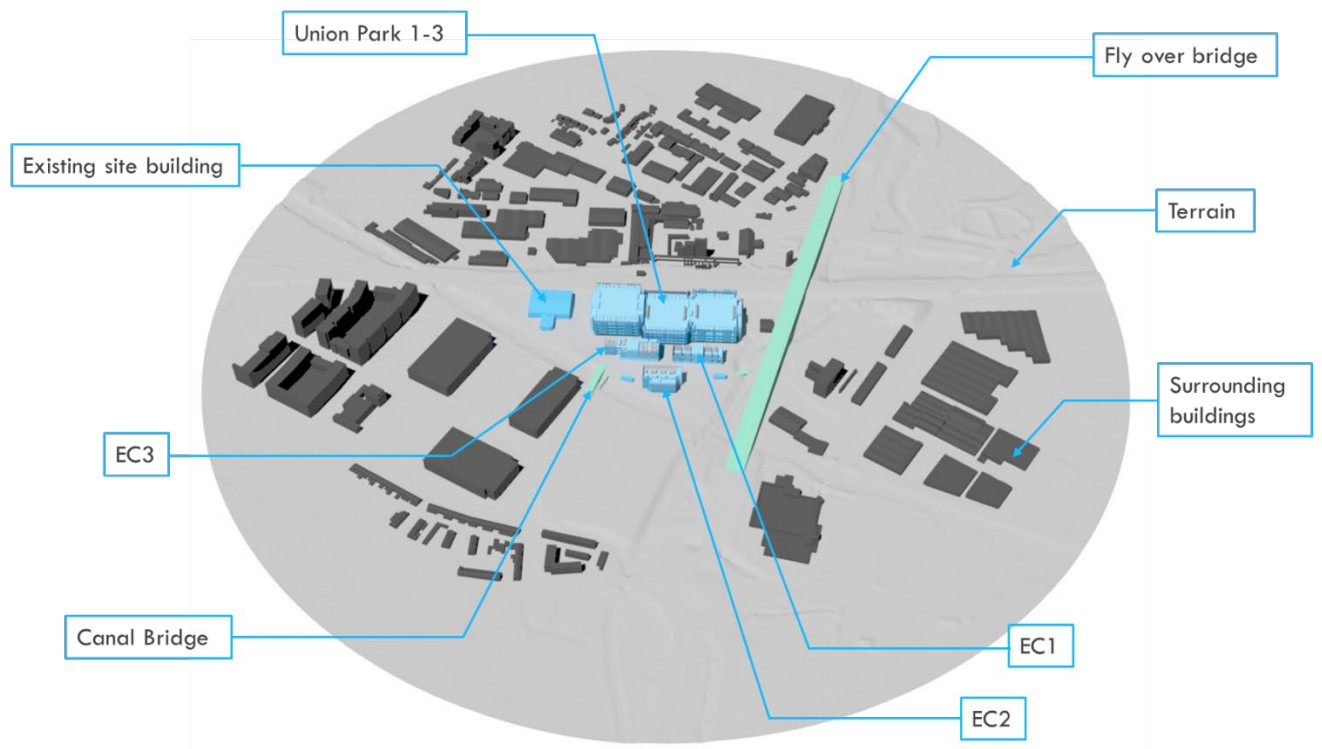 Union Park 1-3
Fly over bridge
Existing site building
Terrain
Surrounding
buildings
EC3
Canal Bridge
EC1
EC2